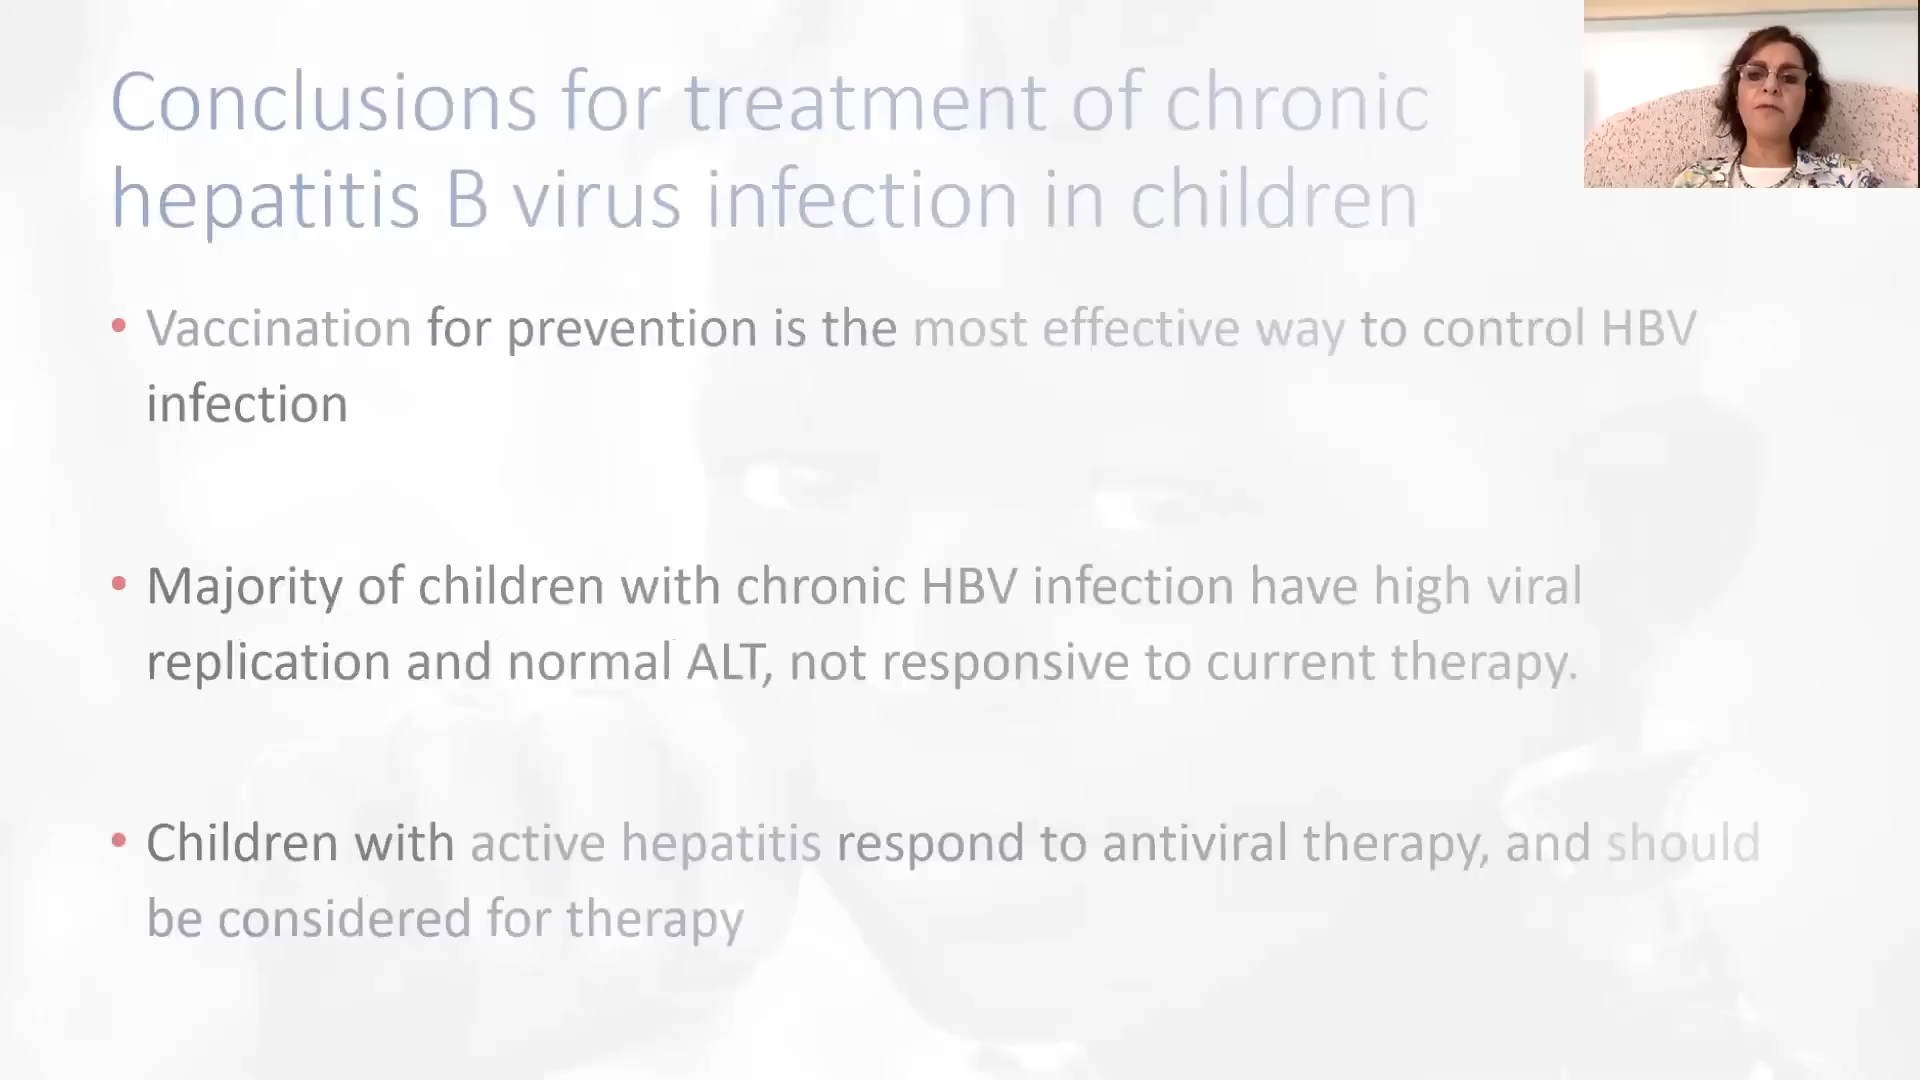 Conclusions for treatment of chronic
hepatitis B virus infection in children
• Vaccination for prevention is the most effective way to control HBV
infection
• Majority of children with chronic HBV infection have high viral
replication and normal ALT, not responsive to current therapy.
• Children with active hepatitis respond to antiviral therapy, and should
be considered for therapy